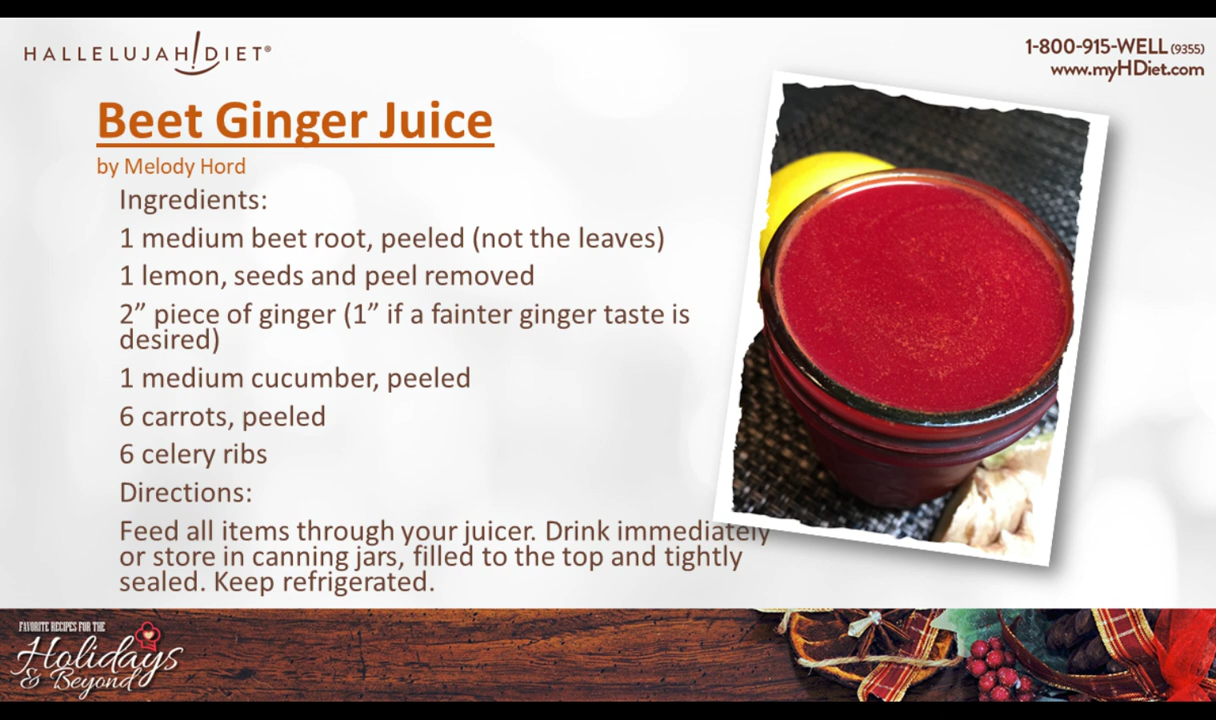 HALLELUJAH!DIET®
1-800-915-WELL (9355)
www.myHDiet.com
Beet Ginger Juice
by Melody Hord
Ingredients:
1 medium beet root, peeled (not the leaves)
1 lemon, seeds and peel removed
2” piece of ginger (1” if a fainter ginger taste is
desired)
1 medium cucumber, peeled
6 carrots, peeled
6 celery ribs
Directions:
Feed all items through your juicer. Drink immediately
or store in canning jars, filled to the top and tightly
sealed. Keep refrigerated.
FAVORITE RECIPES FOR THE
Holidays
& Beyond